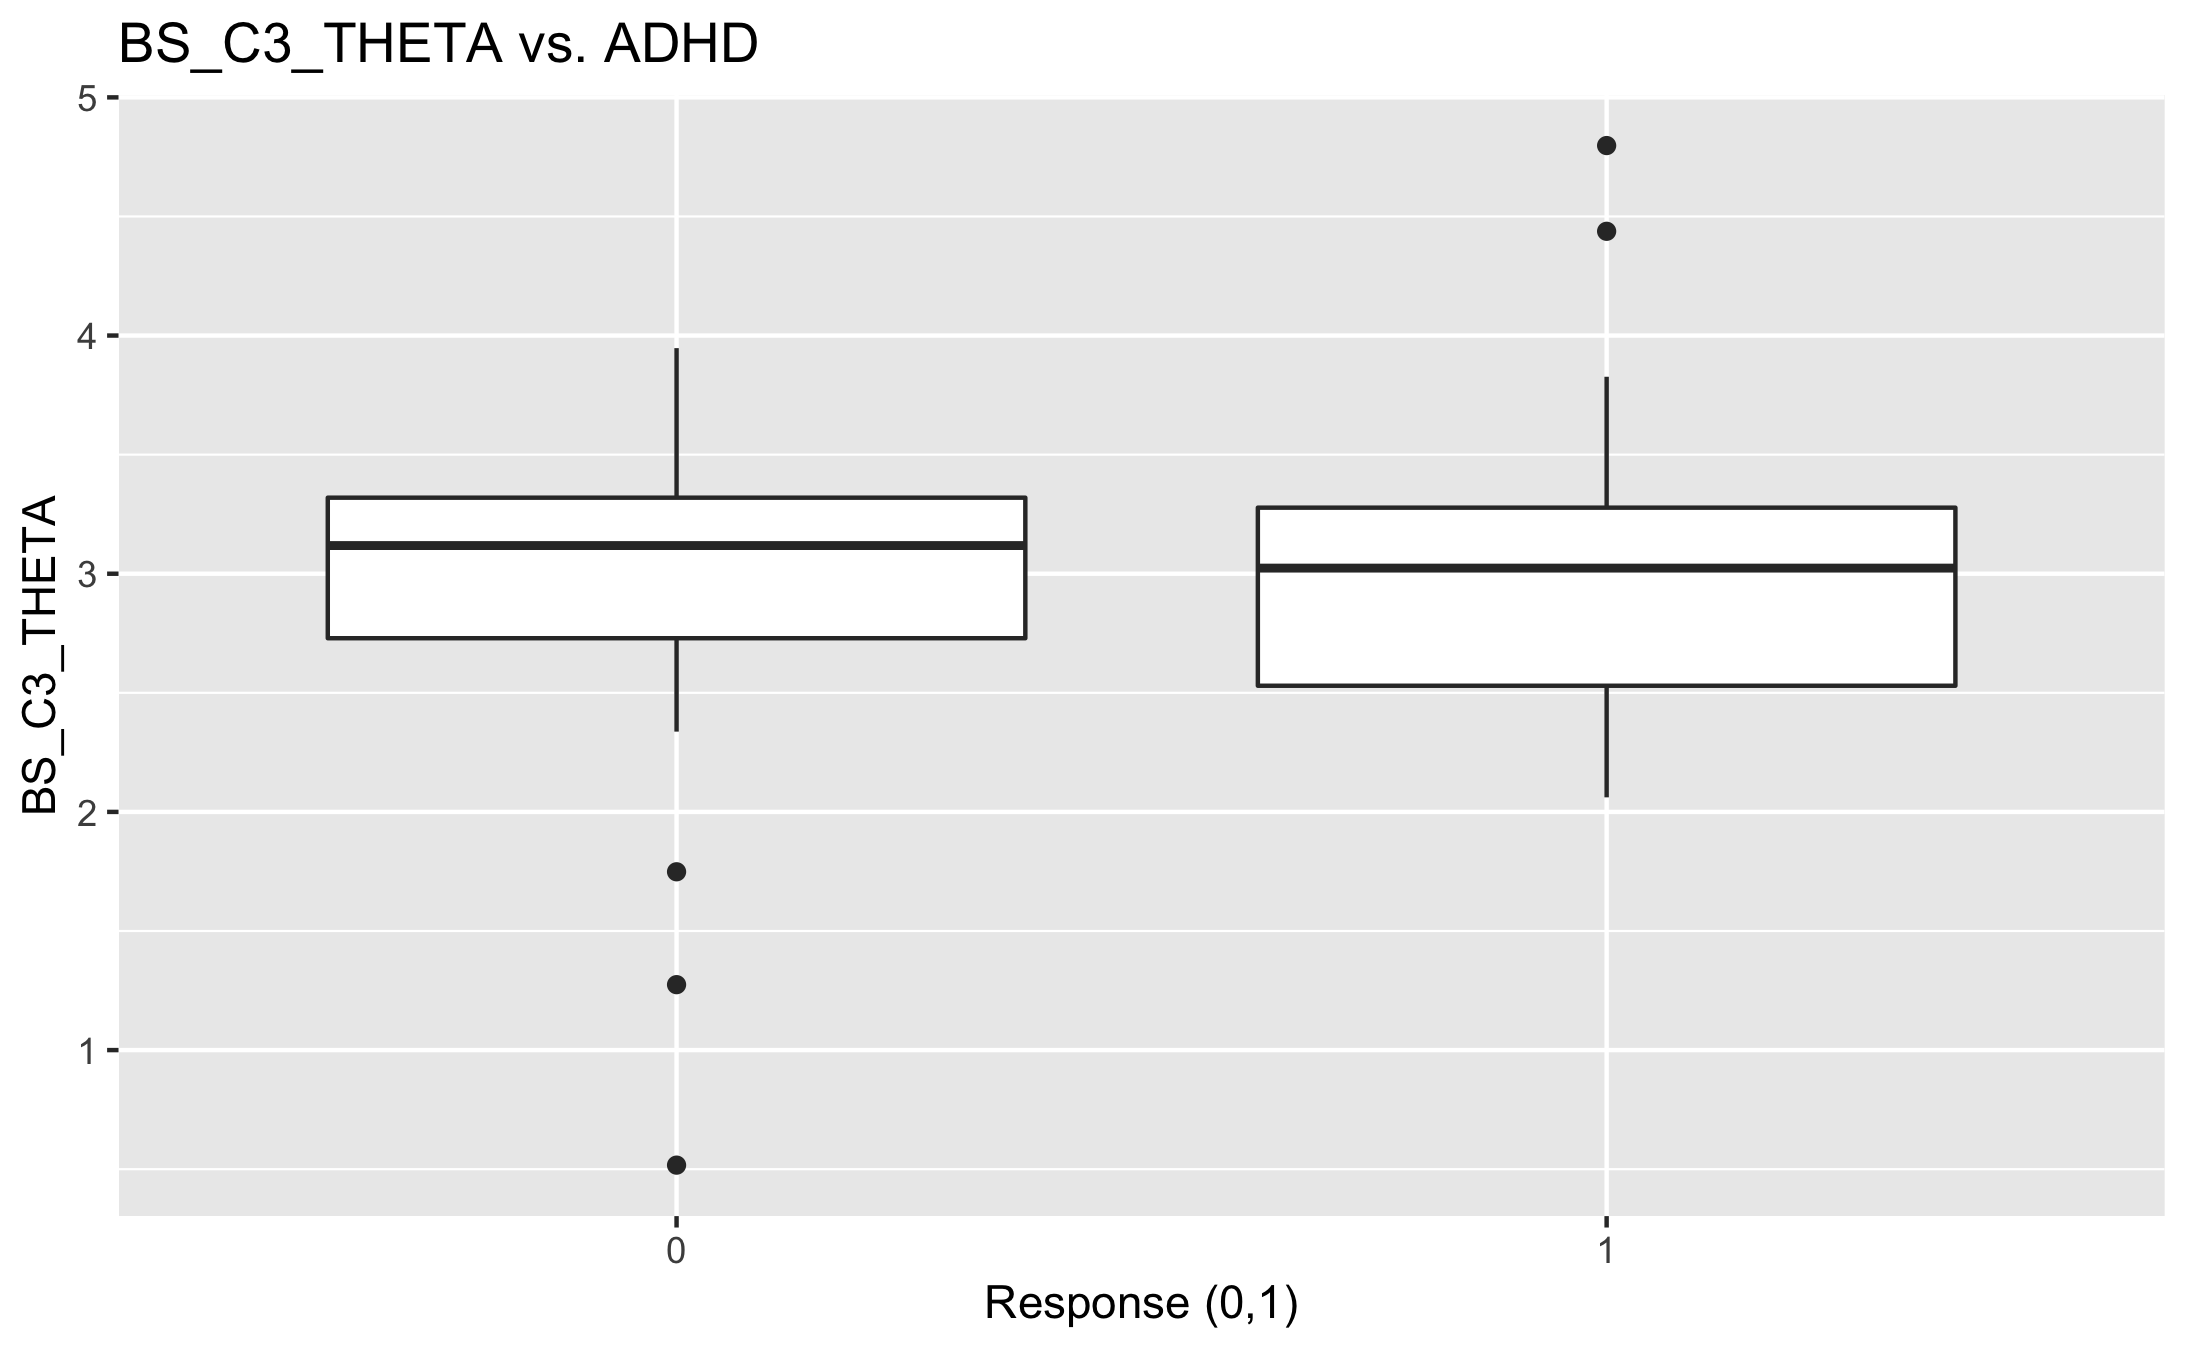 BS_C3_THETA vs. ADHD
BS_C3_THETA
5
4
3
2
1
0
1
Response (0,1)